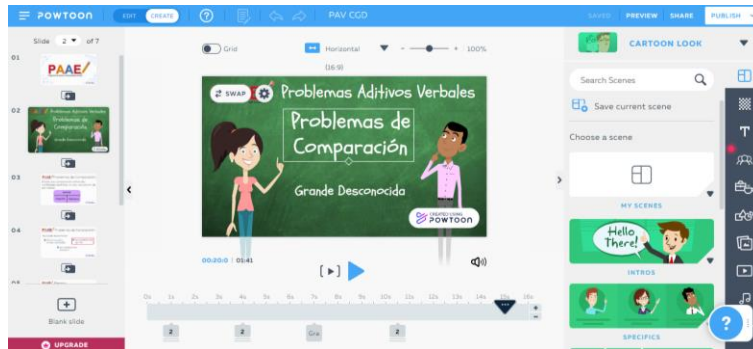 POWTOON
EDIT
CREATE
PAV CGD
SAVED
PREVIEW
SHARE
PUBLISH
Slide 2 of 7
Grid
Horizontal
(16:9)
100%
CARTOON LOOK
Search Scenes
Save current scene
Choose a scene
MY SCENES
Hello There!
INTROS
SPECIFICS
01
PAAE
02
Problemas Aditivos Verbales
Problemas de
Comparación
Grande Desconocida
03
04
05
Blank slide
UPGRADE
SWAP
Problemas Aditivos Verbales
Problemas de
Comparación
Grande Desconocida
CREATED USING
POWTOON
00:20.0 | 01:41
0s 1s 2s 3s 4s 5s 6s 7s 8s 9s 10s 11s 12s 13s 14s 15s 16s
2 2 Gra 2